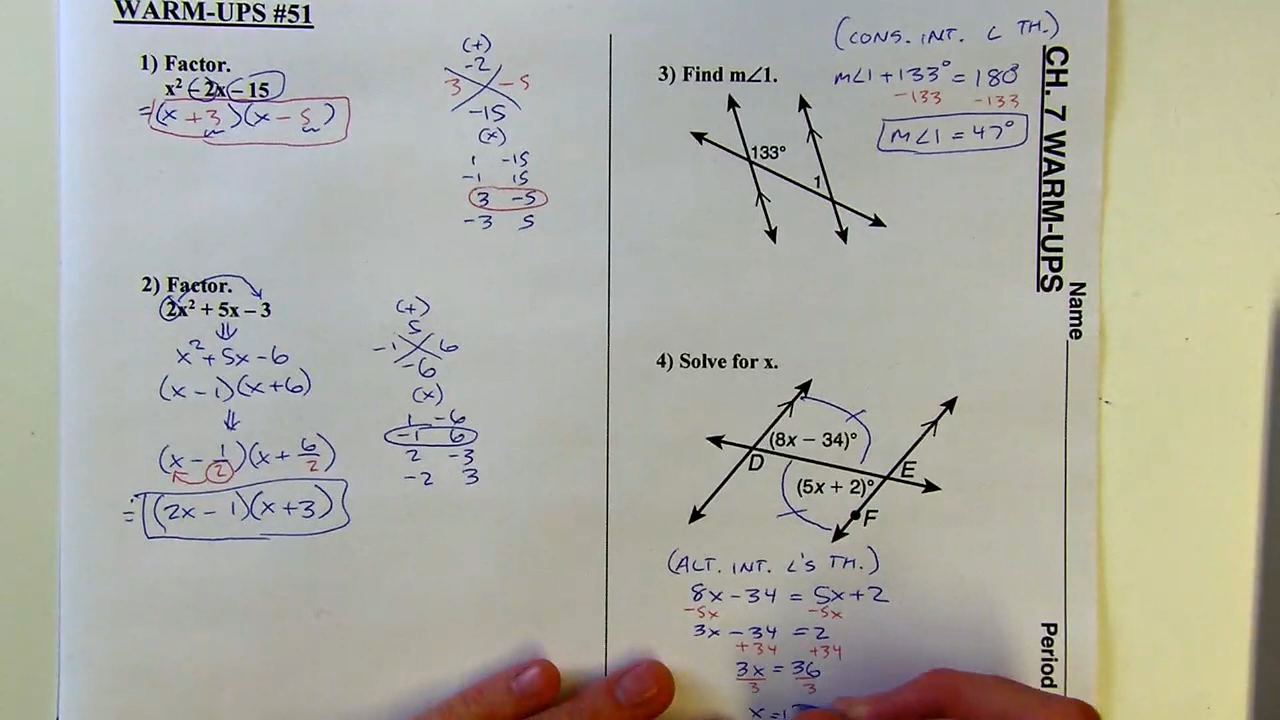 WARM-UPS #51
1) Factor.
x² − 2x − 15
= (x + 3)(x − 5)
(+)
-2
3 -5
-15
(x)
1 -15
-1 15
3 -5
-3 5
2) Factor.
2x² + 5x − 3
⇓
x² + 5x - 6
(x - 1)(x + 6)
⇓
(x - 1/2)(x + 6/2)
= (2x - 1)(x + 3)
(+)
5
-1 6
-6
(x)
1 -6
-1 6
2 -3
-2 3
3) Find m∠1.
133°
1
(CONS. INT. ∠ TH.)
m∠1 + 133° = 180°
-133 -133
m∠1 = 47°
4) Solve for x.
(8x − 34)°
D
E
(5x + 2)°
F
(ALT. INT. ∠'S TH.)
8x - 34 = 5x + 2
-5x -5x
3x - 34 = 2
+34 +34
3x = 36
3 3
CH. 7 WARM-UPS
Name
Period